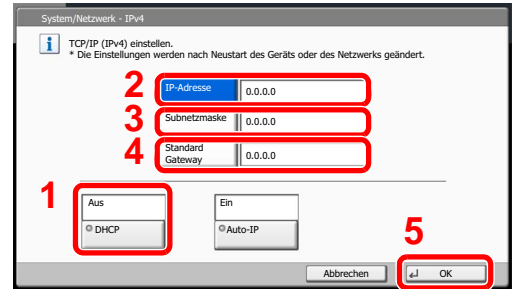 System/Netzwerk - IPv4
TCP/IP (IPv4) einstellen.
* Die Einstellungen werden nach Neustart des Geräts oder des Netzwerks geändert.
2 IP-Adresse 0.0.0.0
3 Subnetzmaske 0.0.0.0
4 Standard Gateway 0.0.0.0
1 Aus Ein
DHCP Auto-IP
5
Abbrechen OK